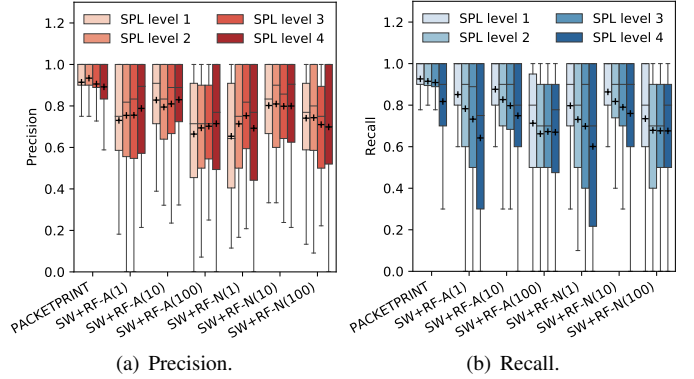 SPL level 1
SPL level 2
SPL level 3
SPL level 4
1.2
1.0
0.8
0.6
0.4
0.2
0.0
Precision
PACKETPRINT
SW+RF-A(1)
SW+RF-A(10)
SW+RF-A(100)
SW+RF-N(1)
SW+RF-N(10)
SW+RF-N(100)
(a) Precision.
SPL level 1
SPL level 2
SPL level 3
SPL level 4
1.2
1.0
0.8
0.6
0.4
0.2
0.0
Recall
PACKETPRINT
SW+RF-A(1)
SW+RF-A(10)
SW+RF-A(100)
SW+RF-N(1)
SW+RF-N(10)
SW+RF-N(100)
(b) Recall.